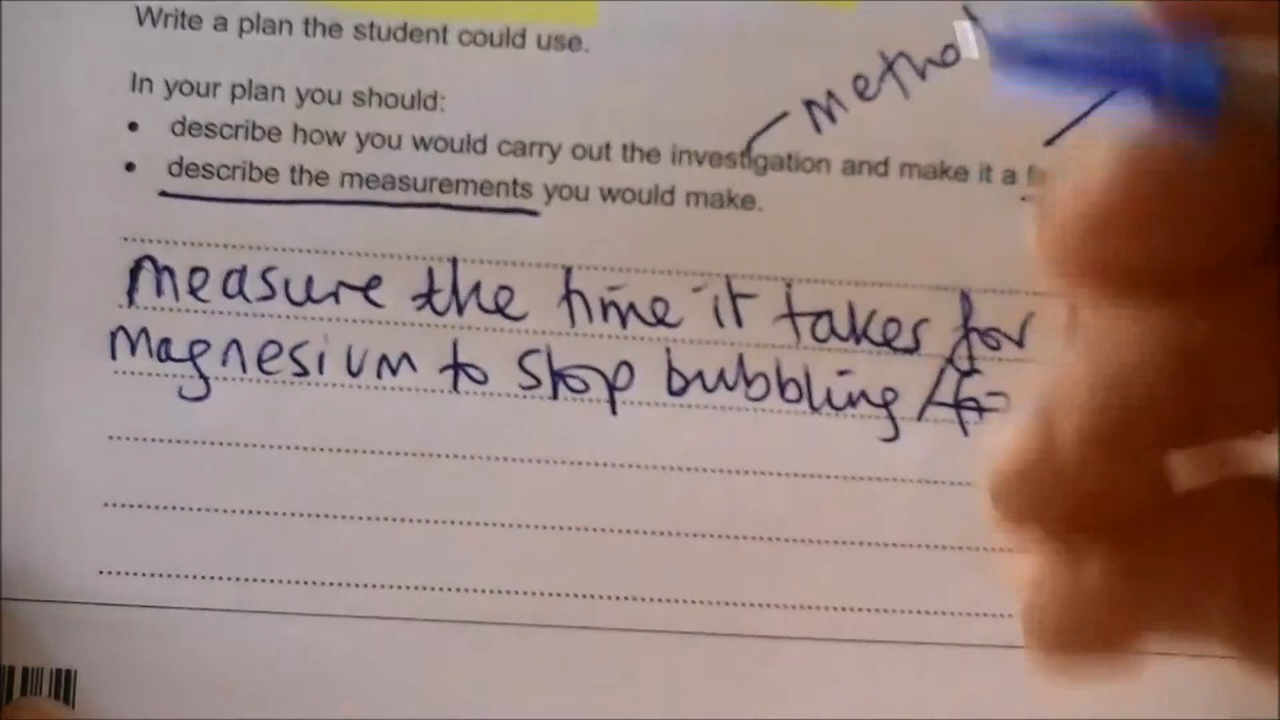 Write a plan the student could use.
In your plan you should:
• describe how you would carry out the investigation and make it a
• describe the measurements you would make.
Metho
Measure the time it takes for
Magnesium to stop bubbling /